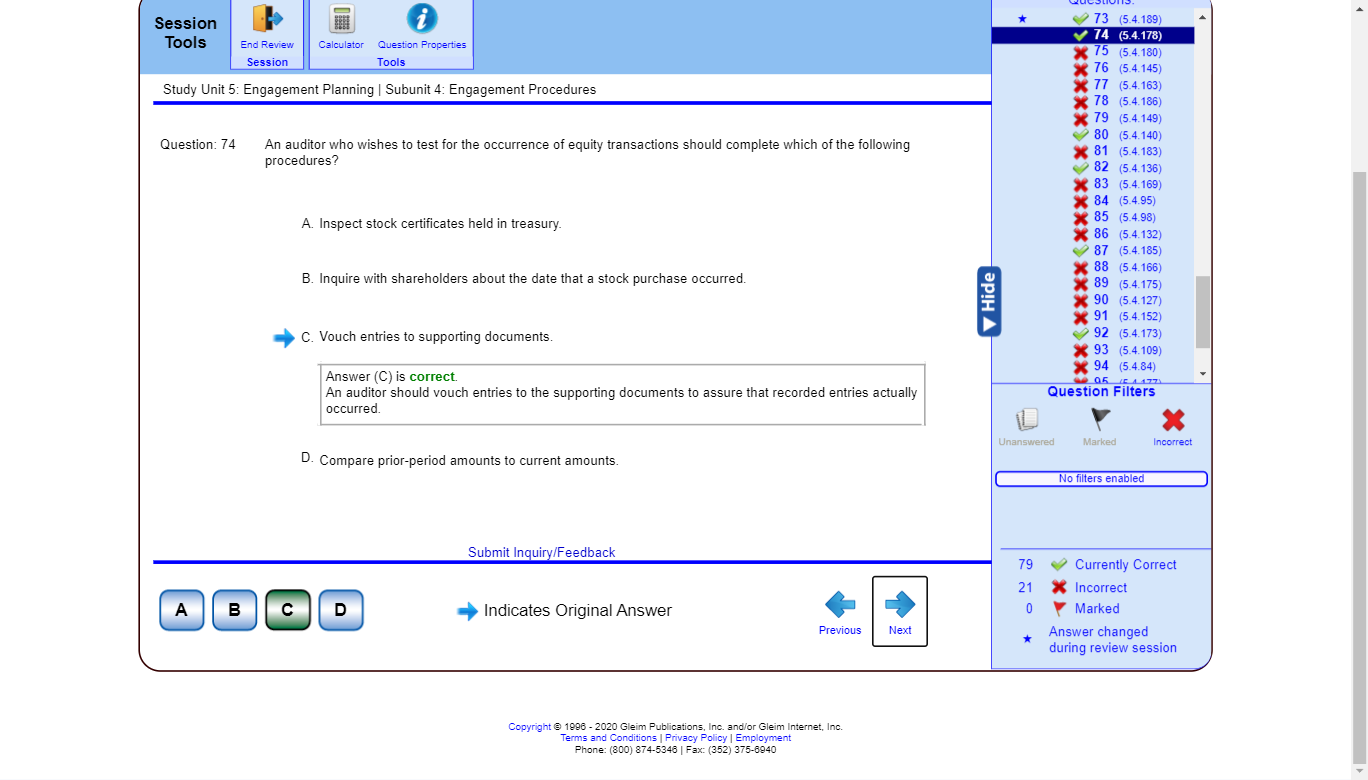 Session
Tools
End Review
Session
Calculator
Question Properties
Tools
Study Unit 5: Engagement Planning | Subunit 4: Engagement Procedures
Question: 74
An auditor who wishes to test for the occurrence of equity transactions should complete which of the following
procedures?
A. Inspect stock certificates held in treasury.
B. Inquire with shareholders about the date that a stock purchase occurred.
C. Vouch entries to supporting documents.
Answer (C) is correct.
An auditor should vouch entries to the supporting documents to assure that recorded entries actually
occurred.
D. Compare prior-period amounts to current amounts.
Submit Inquiry/Feedback
A
B
C
D
Indicates Original Answer
Previous
Next
Hide
Questions:
73 (5.4.189)
74 (5.4.178)
75 (5.4.180)
76 (5.4.145)
77 (5.4.163)
78 (5.4.186)
79 (5.4.149)
80 (5.4.140)
81 (5.4.183)
82 (5.4.136)
83 (5.4.169)
84 (5.4.95)
85 (5.4.98)
86 (5.4.132)
87 (5.4.185)
88 (5.4.166)
89 (5.4.175)
90 (5.4.127)
91 (5.4.152)
92 (5.4.173)
93 (5.4.109)
94 (5.4.84)
95 (5.4.177)
Question Filters
Unanswered
Marked
Incorrect
No filters enabled
79 Currently Correct
21 Incorrect
0 Marked
Answer changed
during review session
Copyright © 1996 - 2020 Gleim Publications, Inc. and/or Gleim Internet, Inc.
Terms and Conditions | Privacy Policy | Employment
Phone: (800) 874-5346 | Fax: (352) 375-6940